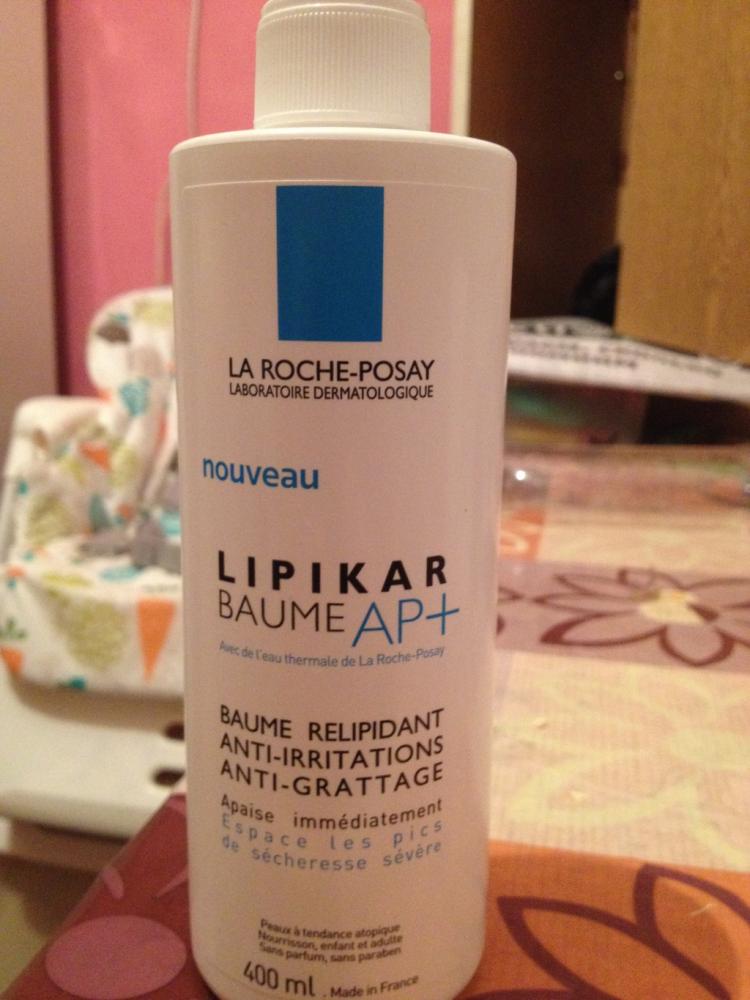 LA ROCHE-POSAY
LABORATOIRE DERMATOLOGIQUE
nouveau
LIPIKAR
BAUME AP+
Avec de l'eau thermale de La Roche-Posay
BAUME RELIPIDANT
ANTI-IRRITATIONS
ANTI-GRATTAGE
Apaise immédiatement
Espace les pics
de sécheresse sévère
Peaux à tendance atopique
Nourrisson, enfant et adulte
Sans parfum, sans paraben
400 ml . Made in France